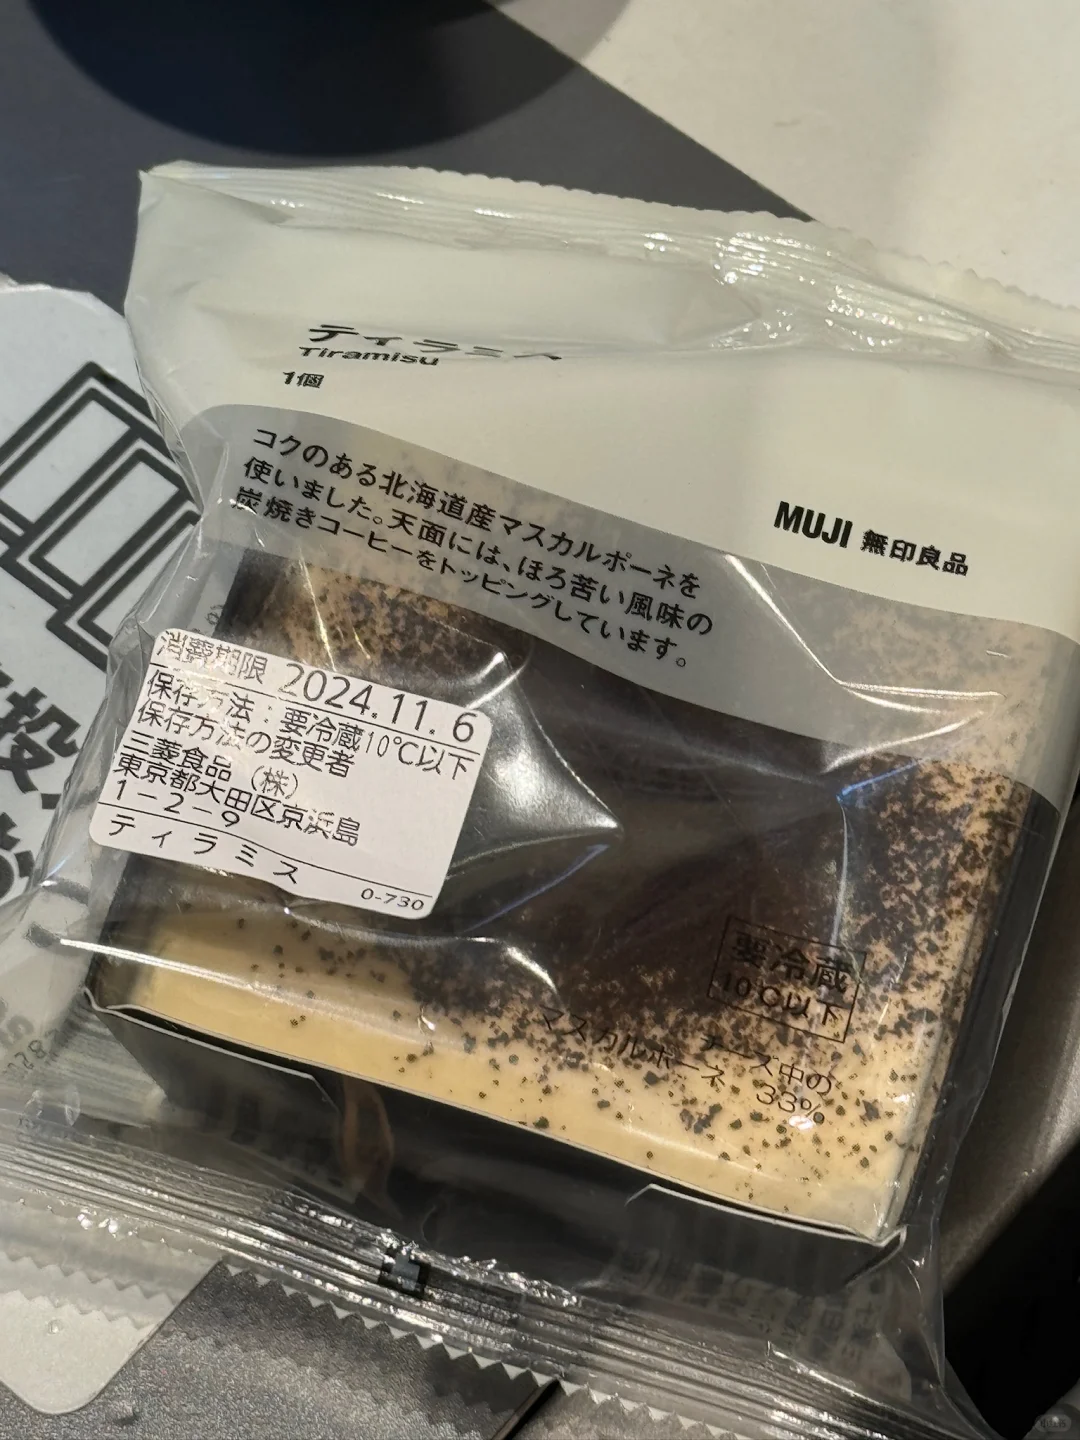 ティラミス
Tiramisu
1個
コクのある北海道産マスカルポーネを
使いました。天面には、ほろ苦い風味の
炭焼きコーヒーをトッピングしています。
MUJI 無印良品
消費期限 2024.11.6
保存方法：要冷蔵10℃以下
保存方法の変更者
三菱食品（株）
東京都大田区京浜島
1-2-9
ティラミス
0-730
要冷蔵
10℃以下
チーズ中の
マスカルポーネ 33%
投